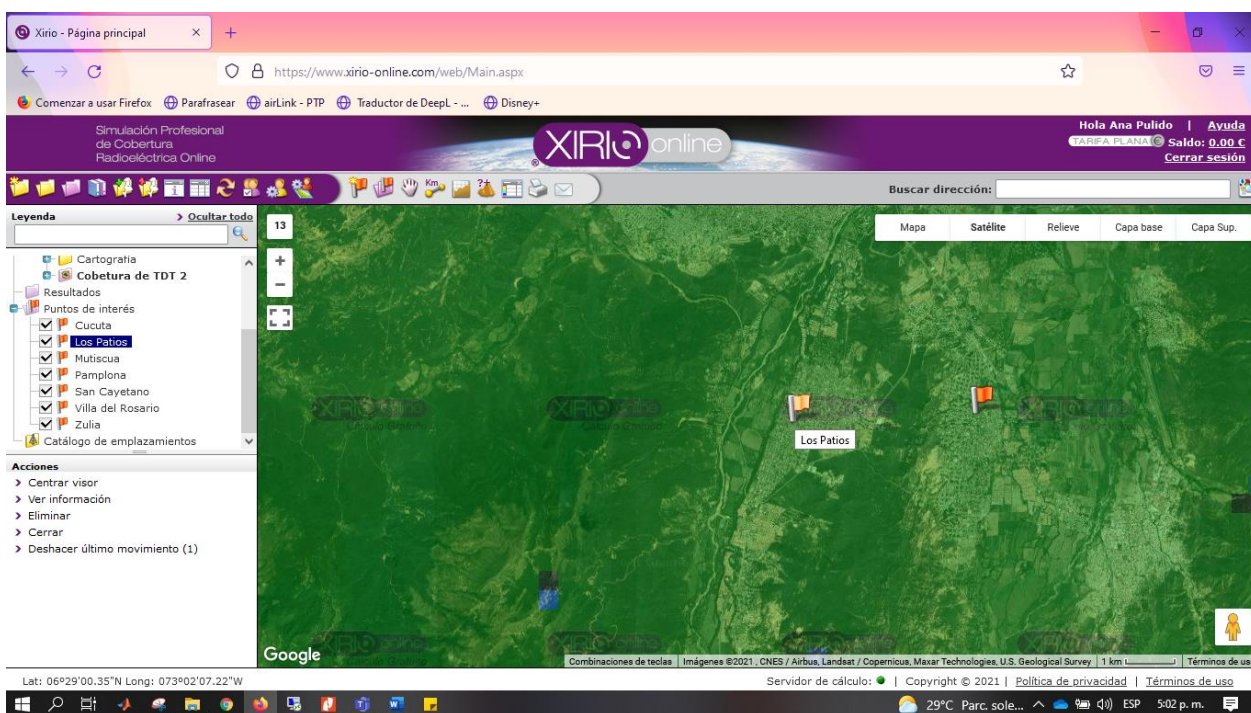 Xirio - Página principal
https://www.xirio-online.com/web/Main.aspx
Comenzar a usar Firefox Parafrasear airLink - PTP Traductor de DeepL - ... Disney+
Simulación Profesional
de Cobertura
Radioeléctrica Online
XIRIO online
Hola Ana Pulido | Ayuda
TARIFA PLANA € Saldo: 0.00 €
Cerrar sesión
Km
Buscar dirección:
Leyenda
Ocultar todo
Cartografia
Cobetura de TDT 2
Resultados
Puntos de interés
Cucuta
Los Patios
Mutiscua
Pamplona
San Cayetano
Villa del Rosario
Zulia
Catálogo de emplazamientos
Acciones
Centrar visor
Ver información
Eliminar
Cerrar
Deshacer último movimiento (1)
13
+
−
Mapa Satélite Relieve Capa base Capa Sup.
Los Patios
Google
Combinaciones de teclas Imágenes ©2021 , CNES / Airbus, Landsat / Copernicus, Maxar Technologies, U.S. Geological Survey 1 km Términos de us
Lat: 06º29'00.35"N Long: 073º02'07.22"W
Servidor de cálculo: | Copyright © 2021 | Política de privacidad | Términos de uso
29°C Parc. sole... ESP 5:02 p. m.